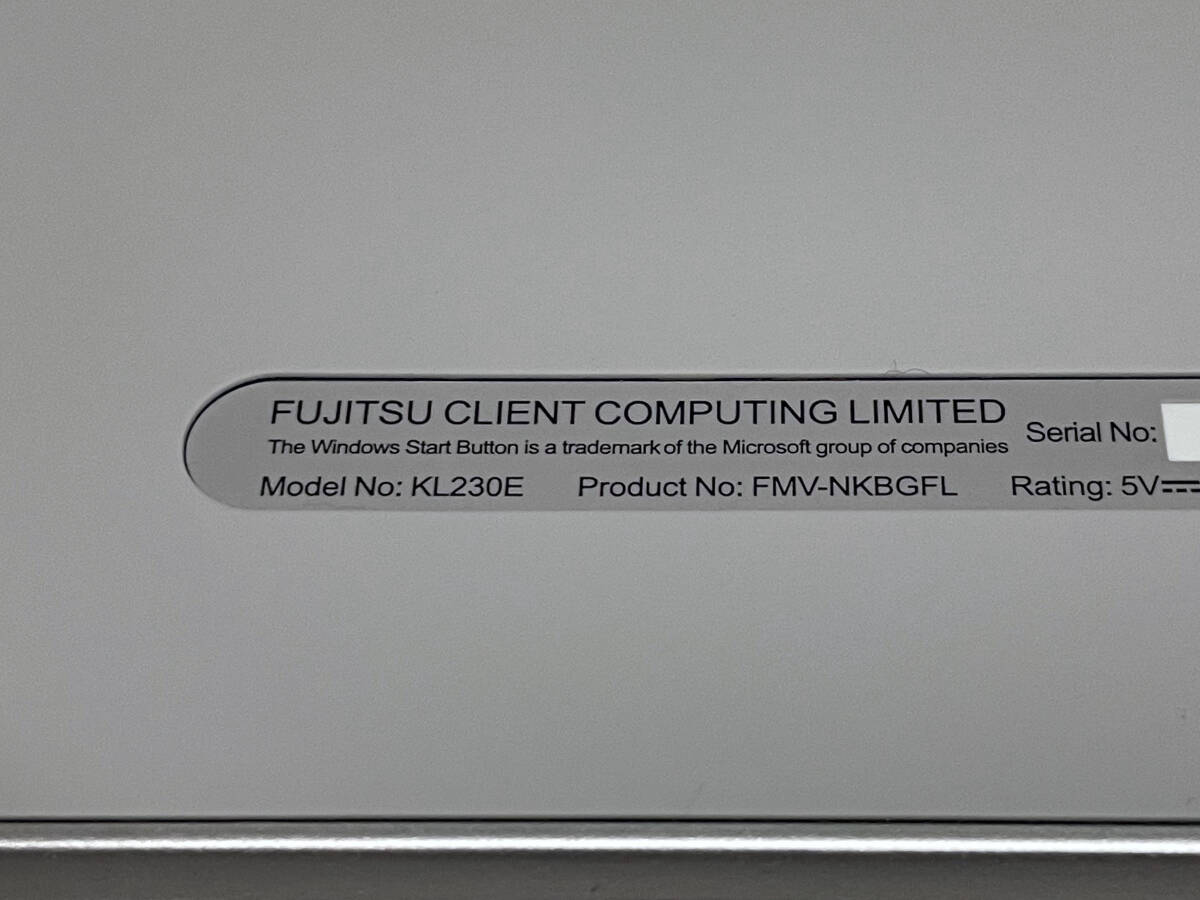 FUJITSU CLIENT COMPUTING LIMITED
The Windows Start Button is a trademark of the Microsoft group of companies
Serial No:
Model No: KL230E Product No: FMV-NKBGFL Rating: 5V⎓